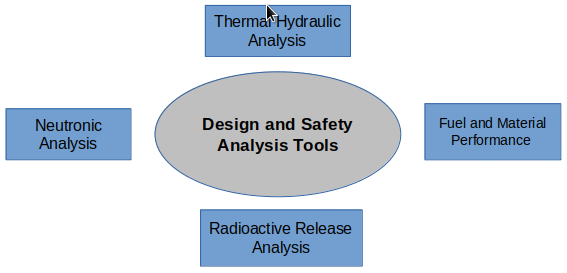 Thermal Hydraulic
Analysis
Neutronic
Analysis
Design and Safety
Analysis Tools
Fuel and Material
Performance
Radioactive Release
Analysis